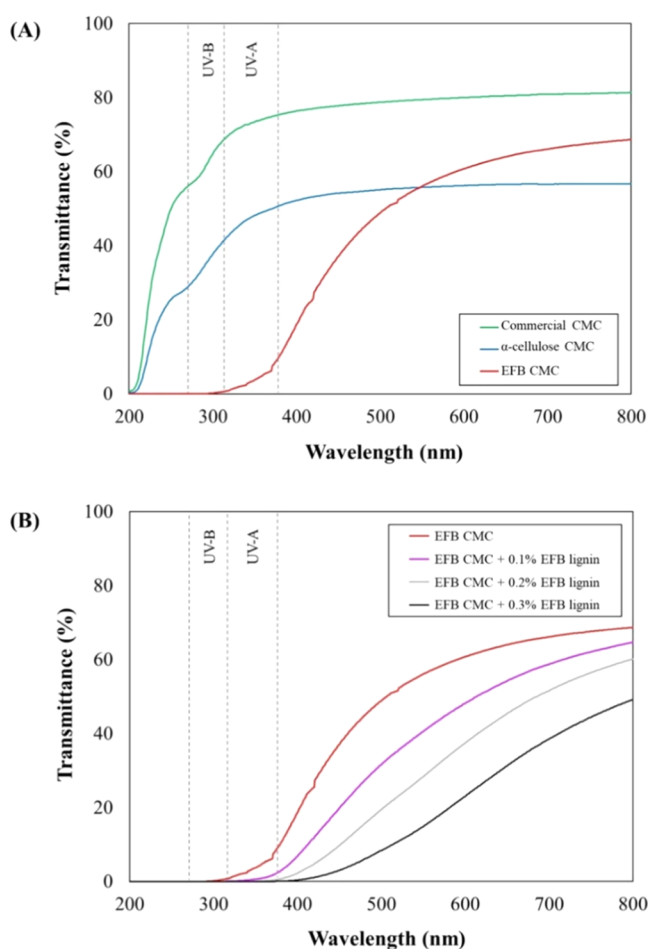 (A)
100
80
60
40
20
0
Transmittance (%)
UV-B
UV-A
Commercial CMC
α-cellulose CMC
EFB CMC
200 300 400 500 600 700 800
Wavelength (nm)
(B)
100
80
60
40
20
0
Transmittance (%)
UV-B
UV-A
EFB CMC
EFB CMC + 0.1% EFB lignin
EFB CMC + 0.2% EFB lignin
EFB CMC + 0.3% EFB lignin
200 300 400 500 600 700 800
Wavelength (nm)